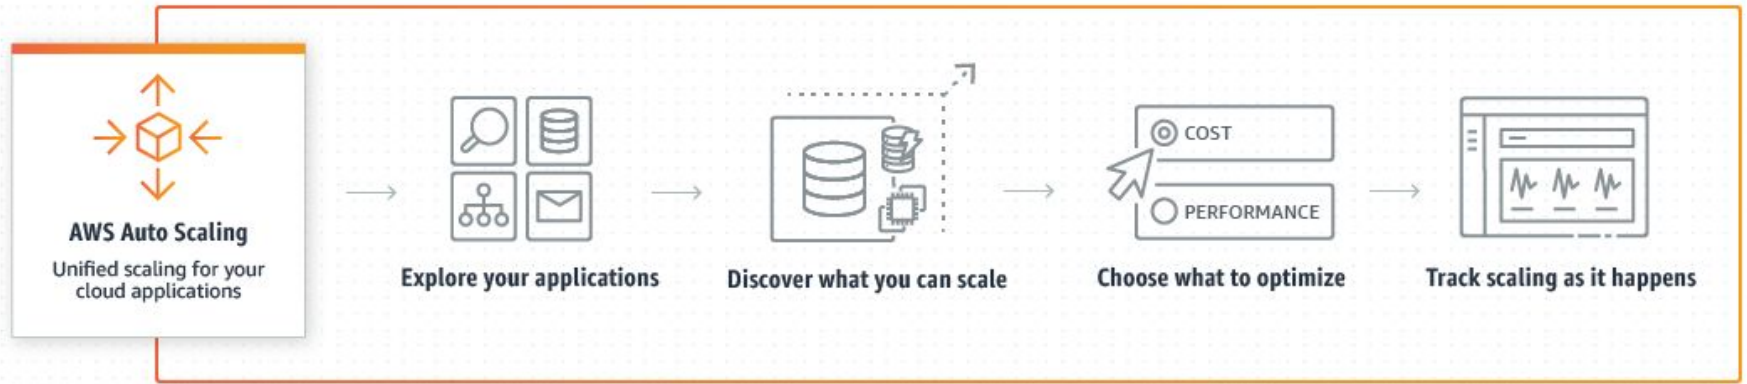 AWS Auto Scaling
Unified scaling for your
cloud applications
Explore your applications
Discover what you can scale
COST
PERFORMANCE
Choose what to optimize
Track scaling as it happens